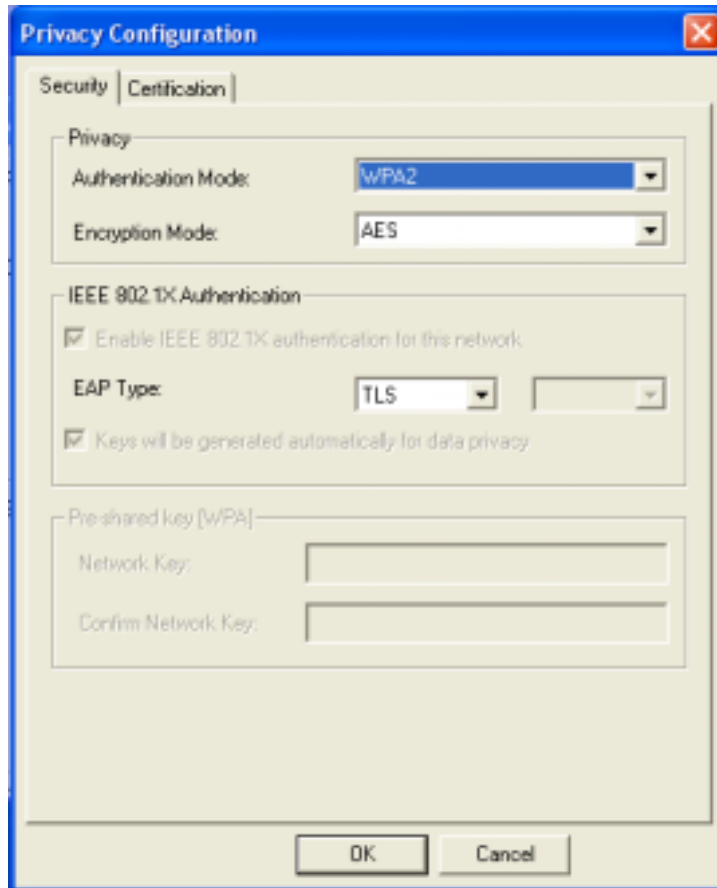 Privacy Configuration
Security Certification
Privacy
Authentication Mode: WPA2
Encryption Mode: AES
IEEE 802.1X Authentication
Enable IEEE 802.1X authentication for this network
EAP Type: TLS
Keys will be generated automatically for data privacy
Pre-shared key [WPA]
Network Key:
Confirm Network Key:
OK Cancel